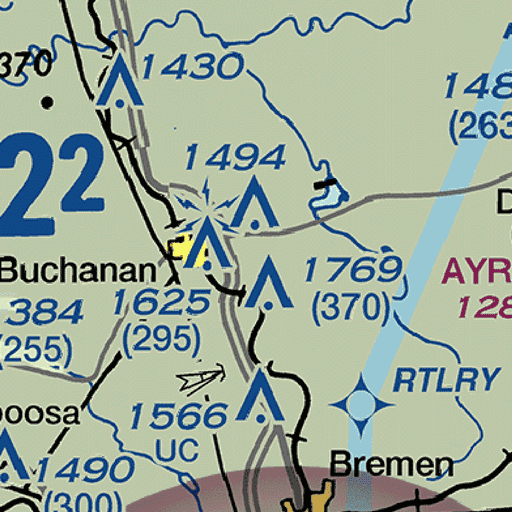 370
1430
148
(263
2²
1494
D
Buchanan
1769
(370)
AYR
128
1625
(295)
384
(255)
RTLRY
oosa
1566
UC
1490
(300)
Bremen